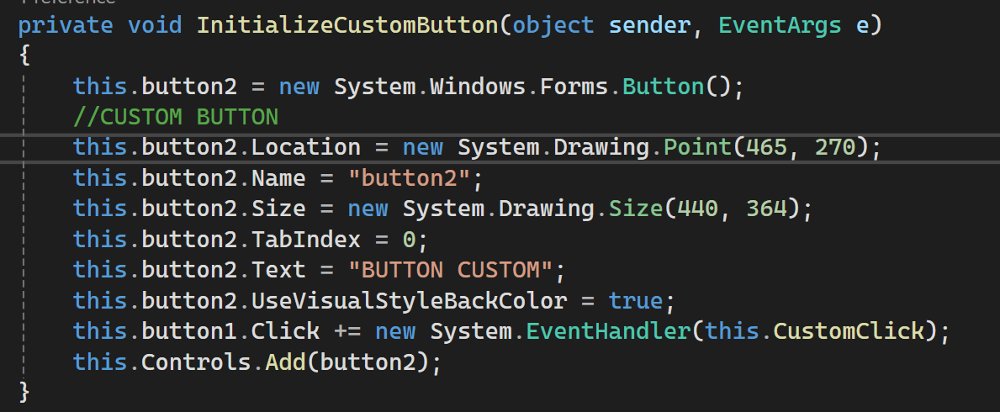 Preference
private void InitializeCustomButton(object sender, EventArgs e)
{
this.button2 = new System.Windows.Forms.Button();
//CUSTOM BUTTON
this.button2.Location = new System.Drawing.Point(465, 270);
this.button2.Name = "button2";
this.button2.Size = new System.Drawing.Size(440, 364);
this.button2.TabIndex = 0;
this.button2.Text = "BUTTON CUSTOM";
this.button2.UseVisualStyleBackColor = true;
this.button1.Click += new System.EventHandler(this.CustomClick);
this.Controls.Add(button2);
}